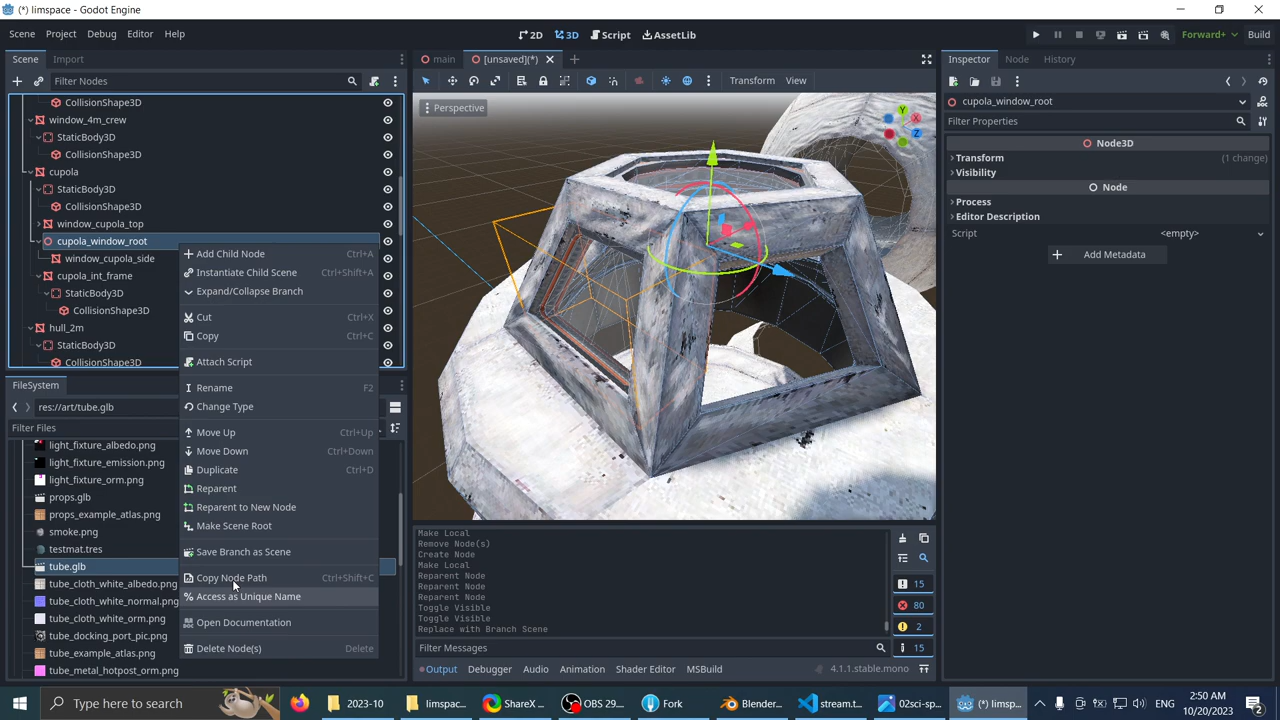 (*) limspace - Godot Engine
Scene Project Debug Editor Help
2D 3D Script AssetLib
Forward+ Build
Scene Import
main [unsaved](*)
Inspector Node History
Filter Nodes
Transform View
CollisionShape3D
window_4m_crew
StaticBody3D
CollisionShape3D
cupola
StaticBody3D
CollisionShape3D
window_cupola_top
cupola_window_root
window_cupola_side
cupola_int_frame
StaticBody3D
CollisionShape3D
hull_2m
StaticBody3D
CollisionShape3D
Add Child Node Ctrl+A
Instantiate Child Scene Ctrl+Shift+A
Expand/Collapse Branch
Cut Ctrl+X
Copy Ctrl+C
Attach Script
Rename F2
Change Type
Move Up Ctrl+Up
Move Down Ctrl+Down
Duplicate Ctrl+D
Reparent
Reparent to New Node
Make Scene Root
Save Branch as Scene
Copy Node Path Ctrl+Shift+C
Access as Unique Name
Open Documentation
Delete Node(s) Delete
FileSystem
res://art/tube.glb
Filter Files
light_fixture_albedo.png
light_fixture_emission.png
light_fixture_orm.png
props.glb
props_example_atlas.png
smoke.png
testmat.tres
tube.glb
tube_cloth_white_albedo.png
tube_cloth_white_normal.png
tube_cloth_white_orm.png
tube_docking_port_pic.png
tube_example_atlas.png
tube_metal_hotpost_orm.png
Perspective
Y
X
Z
Make Local
Remove Node(s)
Create Node
Make Local
Reparent Node
Reparent Node
Reparent Node
Toggle Visible
Toggle Visible
Replace with Branch Scene
Filter Messages
15
80
2
15
Output Debugger Audio Animation Shader Editor MSBuild
4.1.1.stable.mono
cupola_window_root
Filter Properties
Node3D
Transform (1 change)
Visibility
Node
Process
Editor Description
Script <empty>
Add Metadata
Type here to search
2023-10
limspac...
ShareX ...
OBS 29....
Fork
Blender...
stream.t...
02sci-sp...
(*) limsp...
ENG
2:50 AM
10/20/2023
2